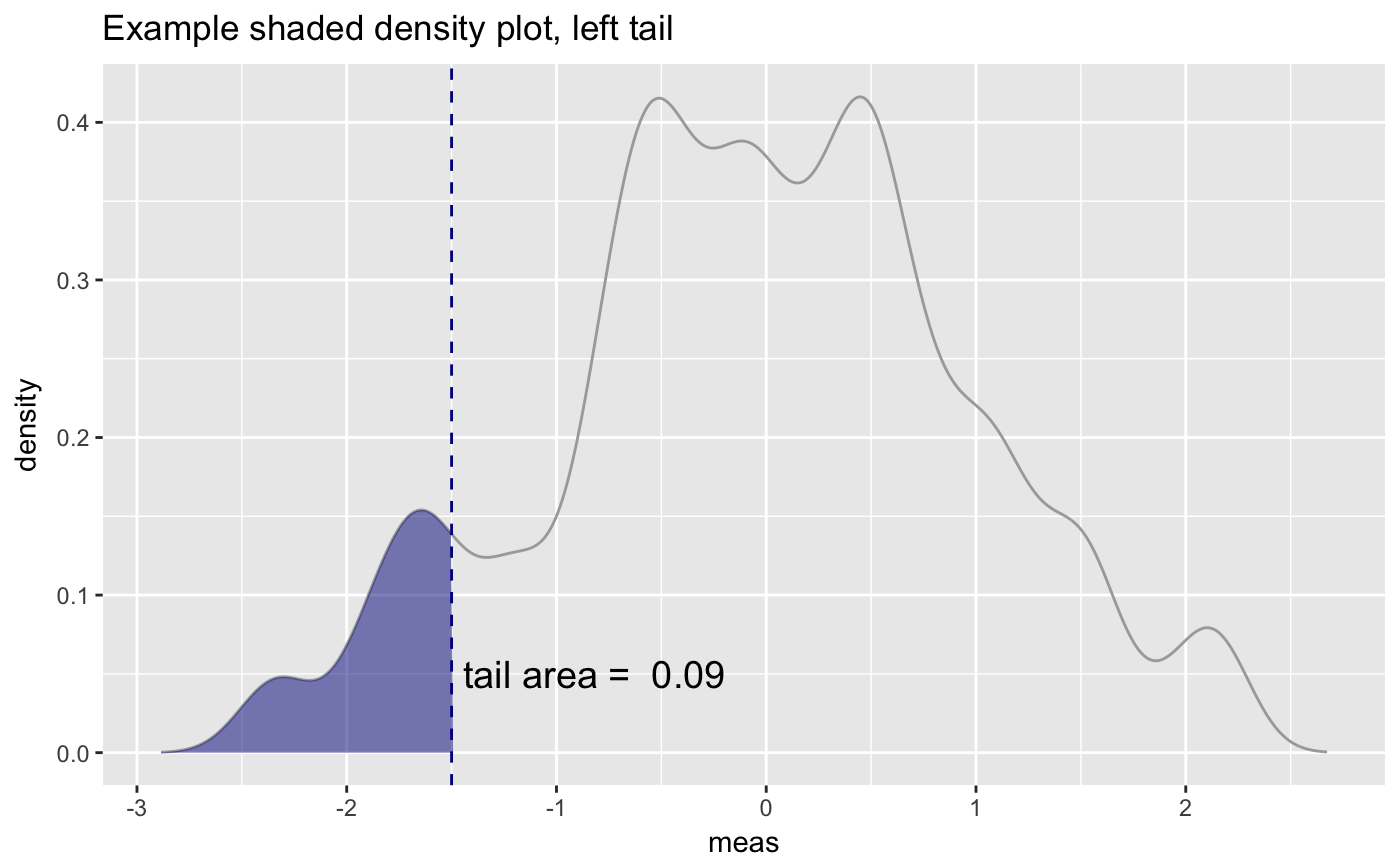 Example shaded density plot, left tail
0.4
0.3
0.2
0.1
0.0
density
tail area =  0.09
-3
-2
-1
0
1
2
meas